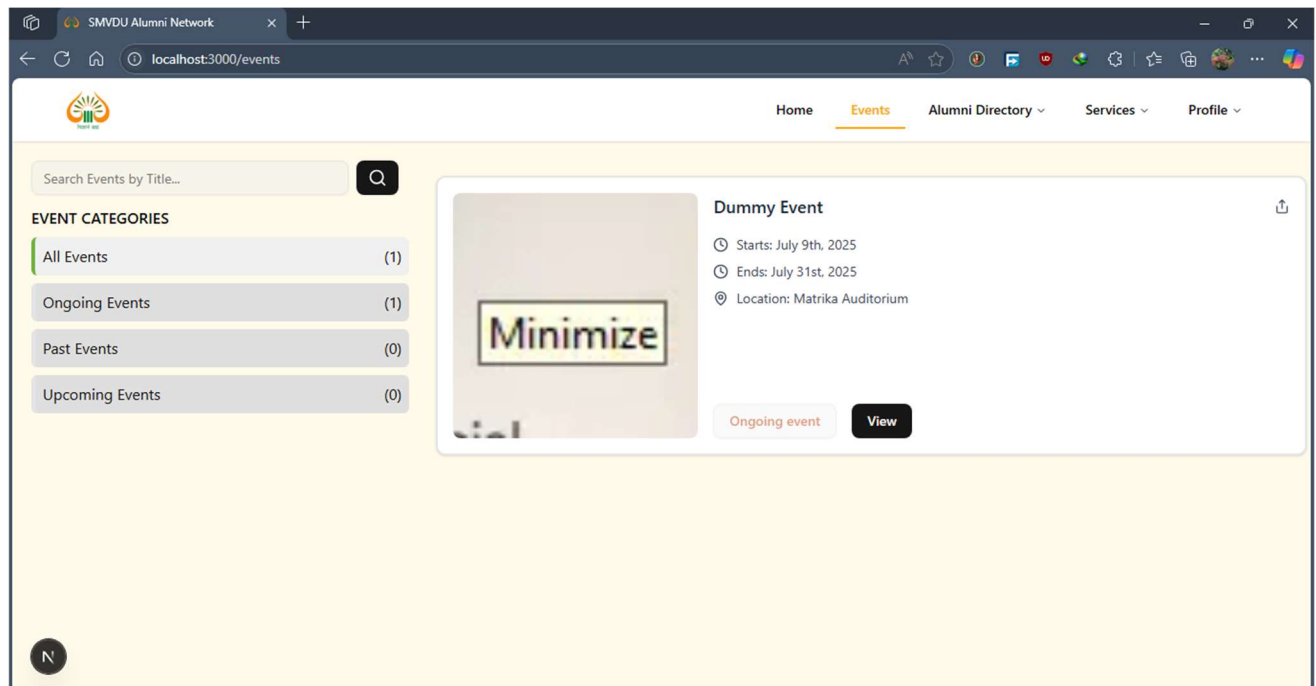 SMVDU Alumni Network
localhost:3000/events
Home Events Alumni Directory Services Profile
Search Events by Title...
EVENT CATEGORIES
All Events (1)
Ongoing Events (1)
Past Events (0)
Upcoming Events (0)
Minimize
Dummy Event
Starts: July 9th, 2025
Ends: July 31st, 2025
Location: Matrika Auditorium
Ongoing event View
N